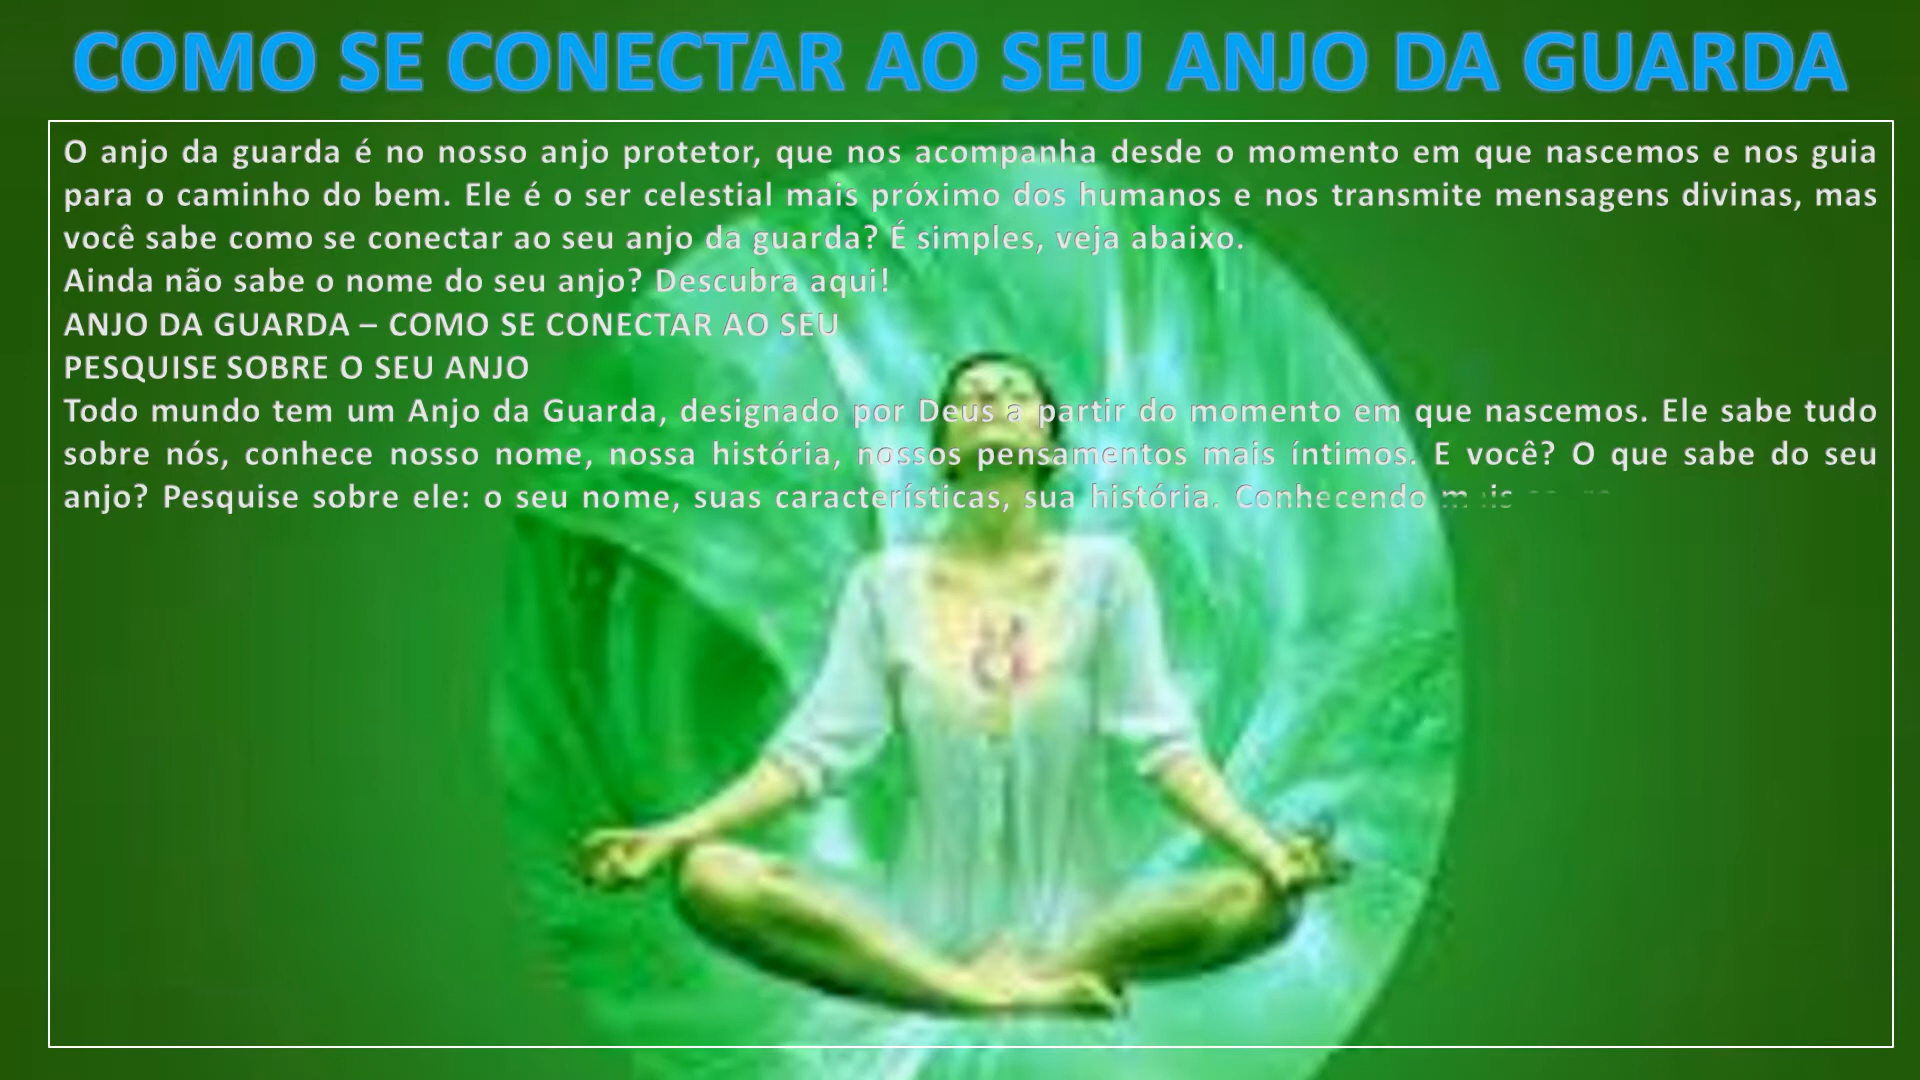 COMO SE CONECTAR AO SEU ANJO DA GUARDA
O anjo da guarda é no nosso anjo protetor, que nos acompanha desde o momento em que nascemos e nos guia
para o caminho do bem. Ele é o ser celestial mais próximo dos humanos e nos transmite mensagens divinas, mas
você sabe como se conectar ao seu anjo da guarda? É simples, veja abaixo.
Ainda não sabe o nome do seu anjo? Descubra aqui!
ANJO DA GUARDA – COMO SE CONECTAR AO SEU
PESQUISE SOBRE O SEU ANJO
Todo mundo tem um Anjo da Guarda, designado por Deus a partir do momento em que nascemos. Ele sabe tudo
sobre nós, conhece nosso nome, nossa história, nossos pensamentos mais íntimos. E você? O que sabe do seu
anjo? Pesquise sobre ele: o seu nome, suas características, sua história. Conhecendo